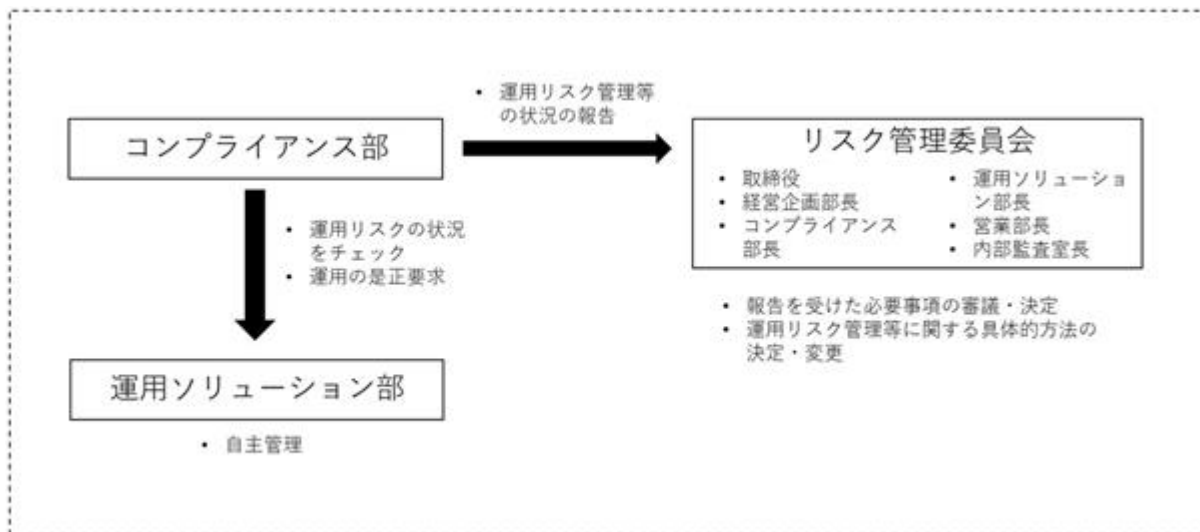 • 運用リスク管理等
の状況の報告
コンプライアンス部
リスク管理委員会
• 取締役
• 経営企画部長
• コンプライアンス
部長
• 運用ソリューショ
ン部長
• 営業部長
• 内部監査室長
• 運用リスクの状況
をチェック
• 運用の是正要求
• 報告を受けた必要事項の審議・決定
• 運用リスク管理等に関する具体的方法の
決定・変更
運用ソリューション部
• 自主管理